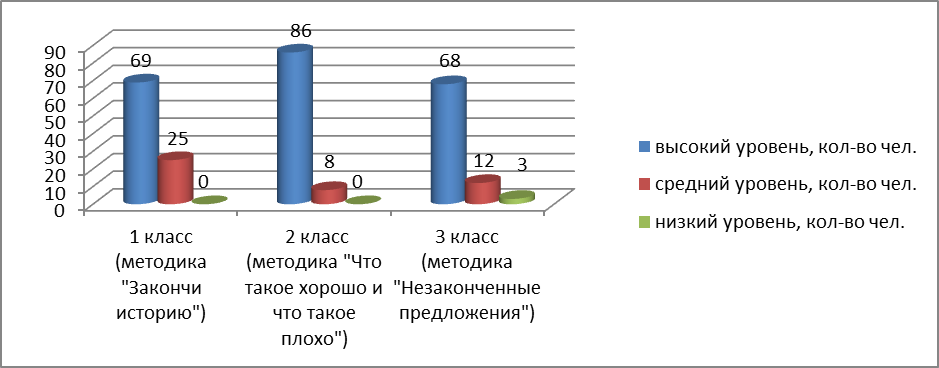 90
80
70
60
50
40
30
20
10
0
69
25
0
86
8
0
68
12
3
1 класс
(методика
"Закончи
историю")
2 класс
(методика "Что
такое хорошо и
что такое
плохо")
3 класс
(методика
"Незаконченные
предложения")
высокий уровень, кол-во чел.
средний уровень, кол-во чел.
низкий уровень, кол-во чел.